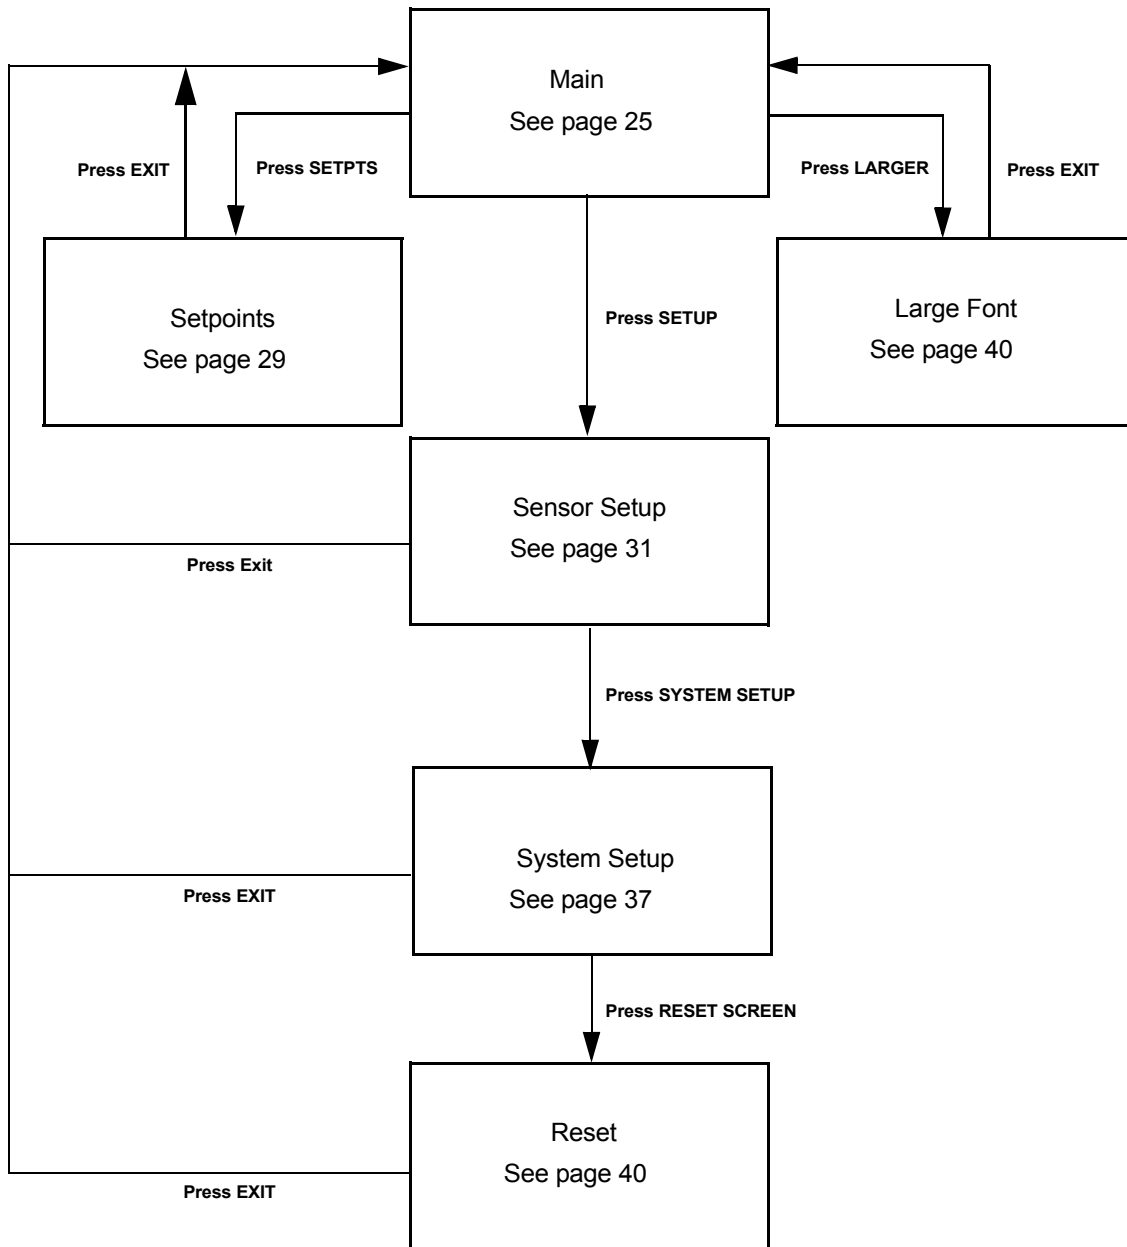 Main
See page 25
Press EXIT
Press SETPTS
Press LARGER
Press EXIT
Setpoints
See page 29
Press SETUP
Large Font
See page 40
Sensor Setup
See page 31
Press Exit
Press SYSTEM SETUP
System Setup
See page 37
Press EXIT
Press RESET SCREEN
Reset
See page 40
Press EXIT